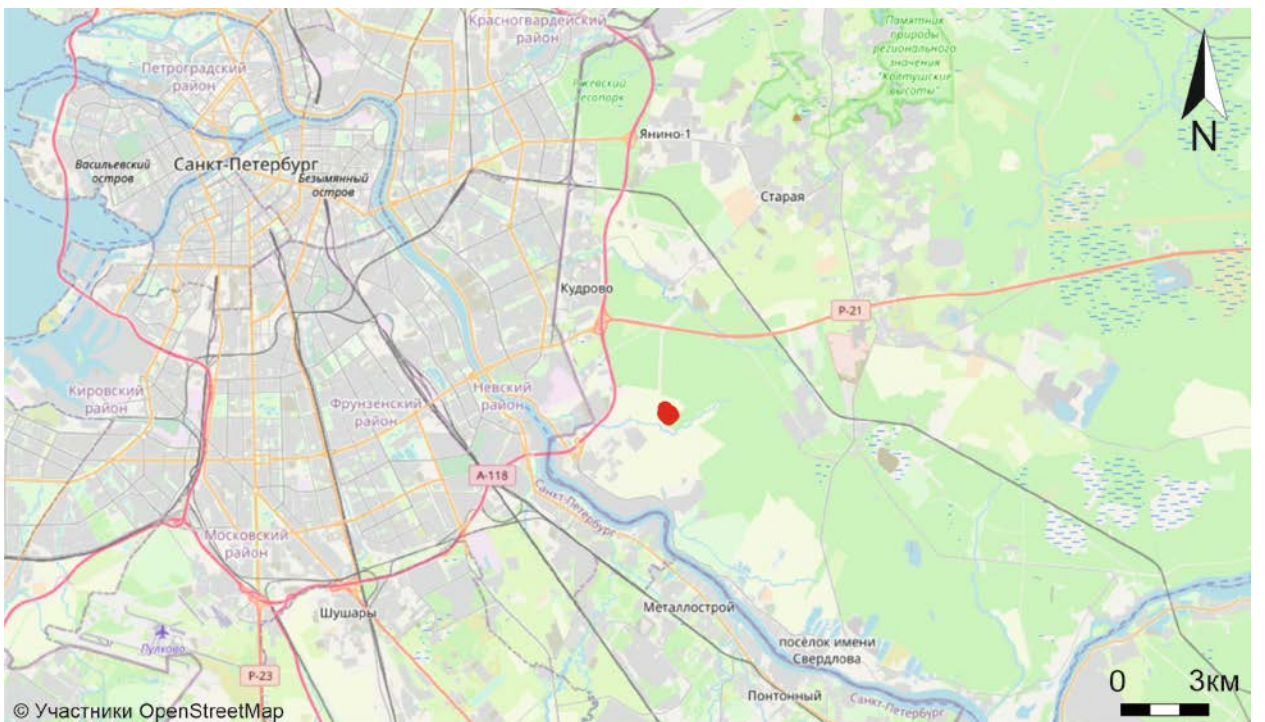 Красногвардейский
район
Петроградский
район
Памятник
природы
регионального
значения
"Колтушские
высоты"
Ржевский
лесопарк
N
Янино-1
Васильевский
остров
Санкт-Петербург
Безымянный
остров
Старая
Кудрово
Р-21
Кировский
район
Фрунзенский
район
Невский
район
А-118
Санкт-Петербург
Московский
район
Шушары
Металлострой
Пулково
посёлок имени
Свердлова
Р-23
Понтонный
Санкт-Петербург
0 3км
© Участники OpenStreetMap